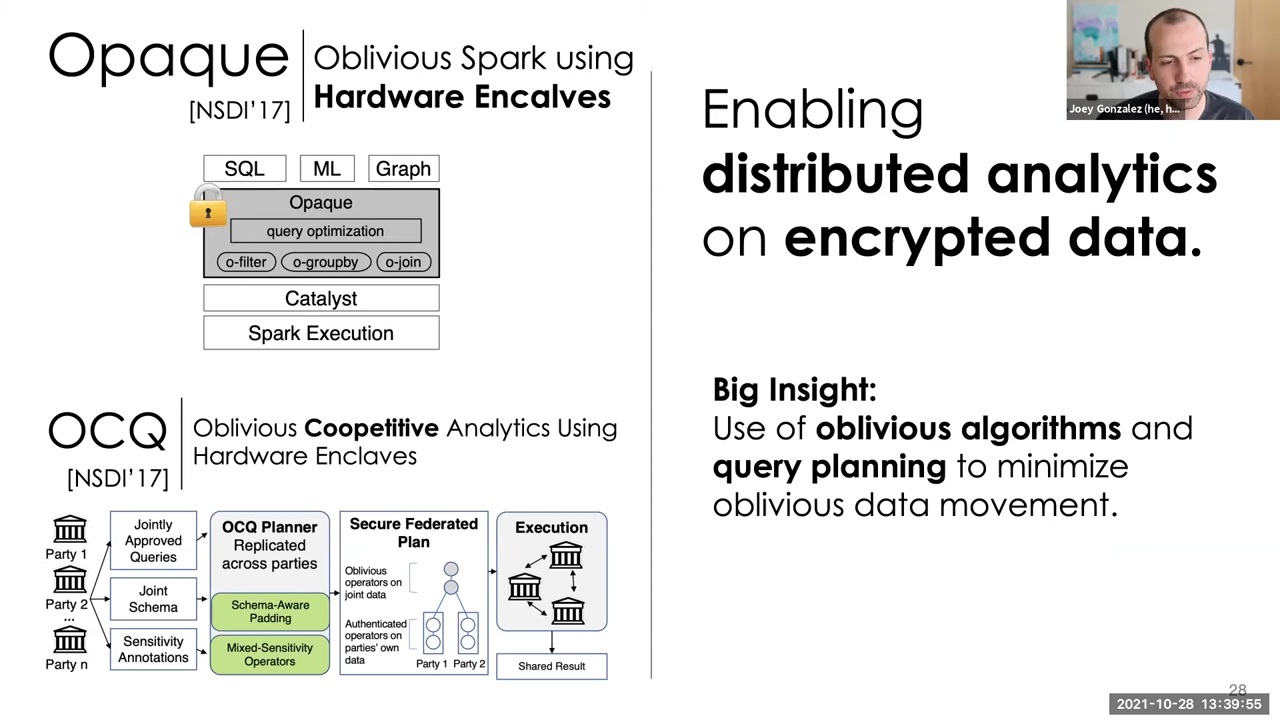 Opaque
Oblivious Spark using
Hardware Encalves
[NSDI'17]
SQL
ML
Graph
Opaque
query optimization
o-filter
o-groupby
o-join
Catalyst
Spark Execution
OCQ
Oblivious Coopetitive Analytics Using
Hardware Enclaves
[NSDI'17]
Party 1
Party 2
...
Party n
Jointly
Approved
Queries
Joint
Schema
Sensitivity
Annotations
OCQ Planner
Replicated
across parties
Schema-Aware
Padding
Mixed-Sensitivity
Operators
Secure Federated
Plan
Oblivious
operators on
joint data
Authenticated
operators on
parties' own
data
Party 1 Party 2
Execution
Shared Result
Enabling
distributed analytics
on encrypted data.
Big Insight:
Use of oblivious algorithms and
query planning to minimize
oblivious data movement.
Joey Gonzalez (he, h...
28
2021-10-28 13:39:55